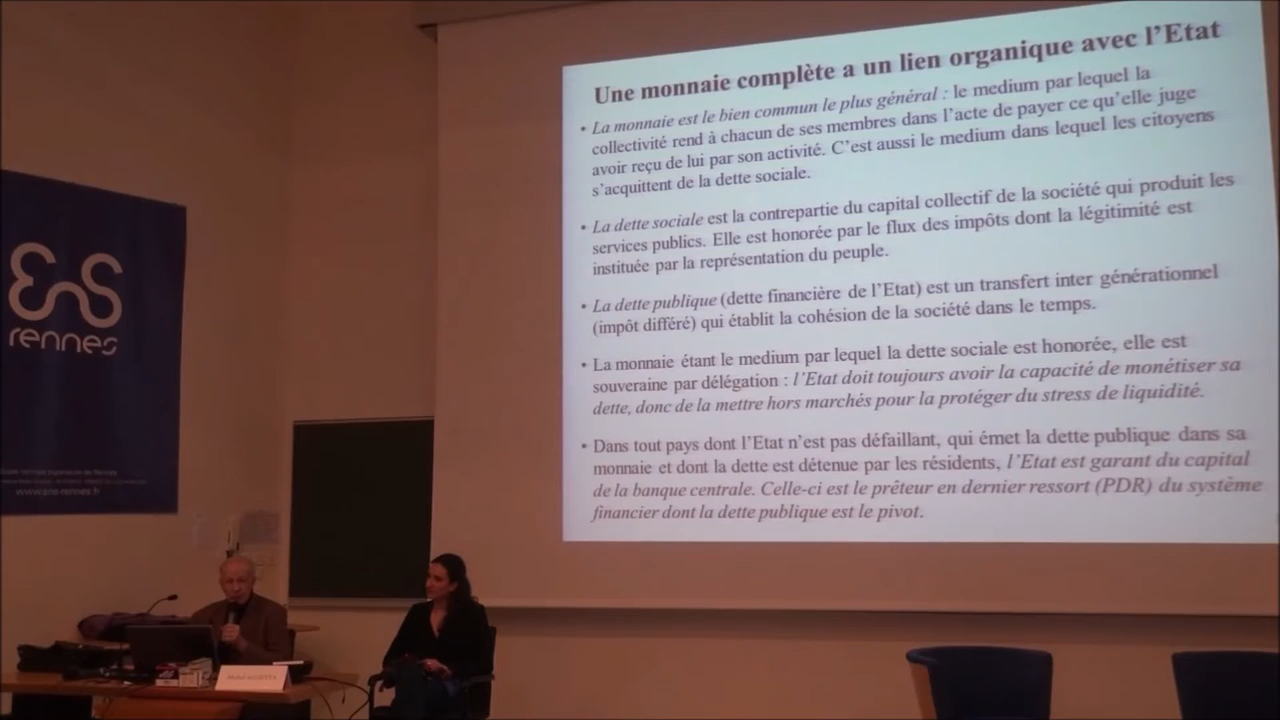 Une monnaie complète a un lien organique avec l'Etat
• La monnaie est le bien commun le plus général : le medium par lequel la
collectivité rend à chacun de ses membres dans l'acte de payer ce qu'elle juge
avoir reçu de lui par son activité. C'est aussi le medium dans lequel les citoyens
s'acquittent de la dette sociale.
• La dette sociale est la contrepartie du capital collectif de la société qui produit les
services publics. Elle est honorée par le flux des impôts dont la légitimité est
instituée par la représentation du peuple.
• La dette publique (dette financière de l'Etat) est un transfert inter générationnel
(impôt différé) qui établit la cohésion de la société dans le temps.
• La monnaie étant le medium par lequel la dette sociale est honorée, elle est
souveraine par délégation : l'Etat doit toujours avoir la capacité de monétiser sa
dette, donc de la mettre hors marchés pour la protéger du stress de liquidité.
• Dans tout pays dont l'Etat n'est pas défaillant, qui émet la dette publique dans sa
monnaie et dont la dette est détenue par les résidents, l'Etat est garant du capital
de la banque centrale. Celle-ci est le prêteur en dernier ressort (PDR) du système
financier dont la dette publique est le pivot.
ens
rennes
www.ens-rennes.fr
Michel AGLIETTA